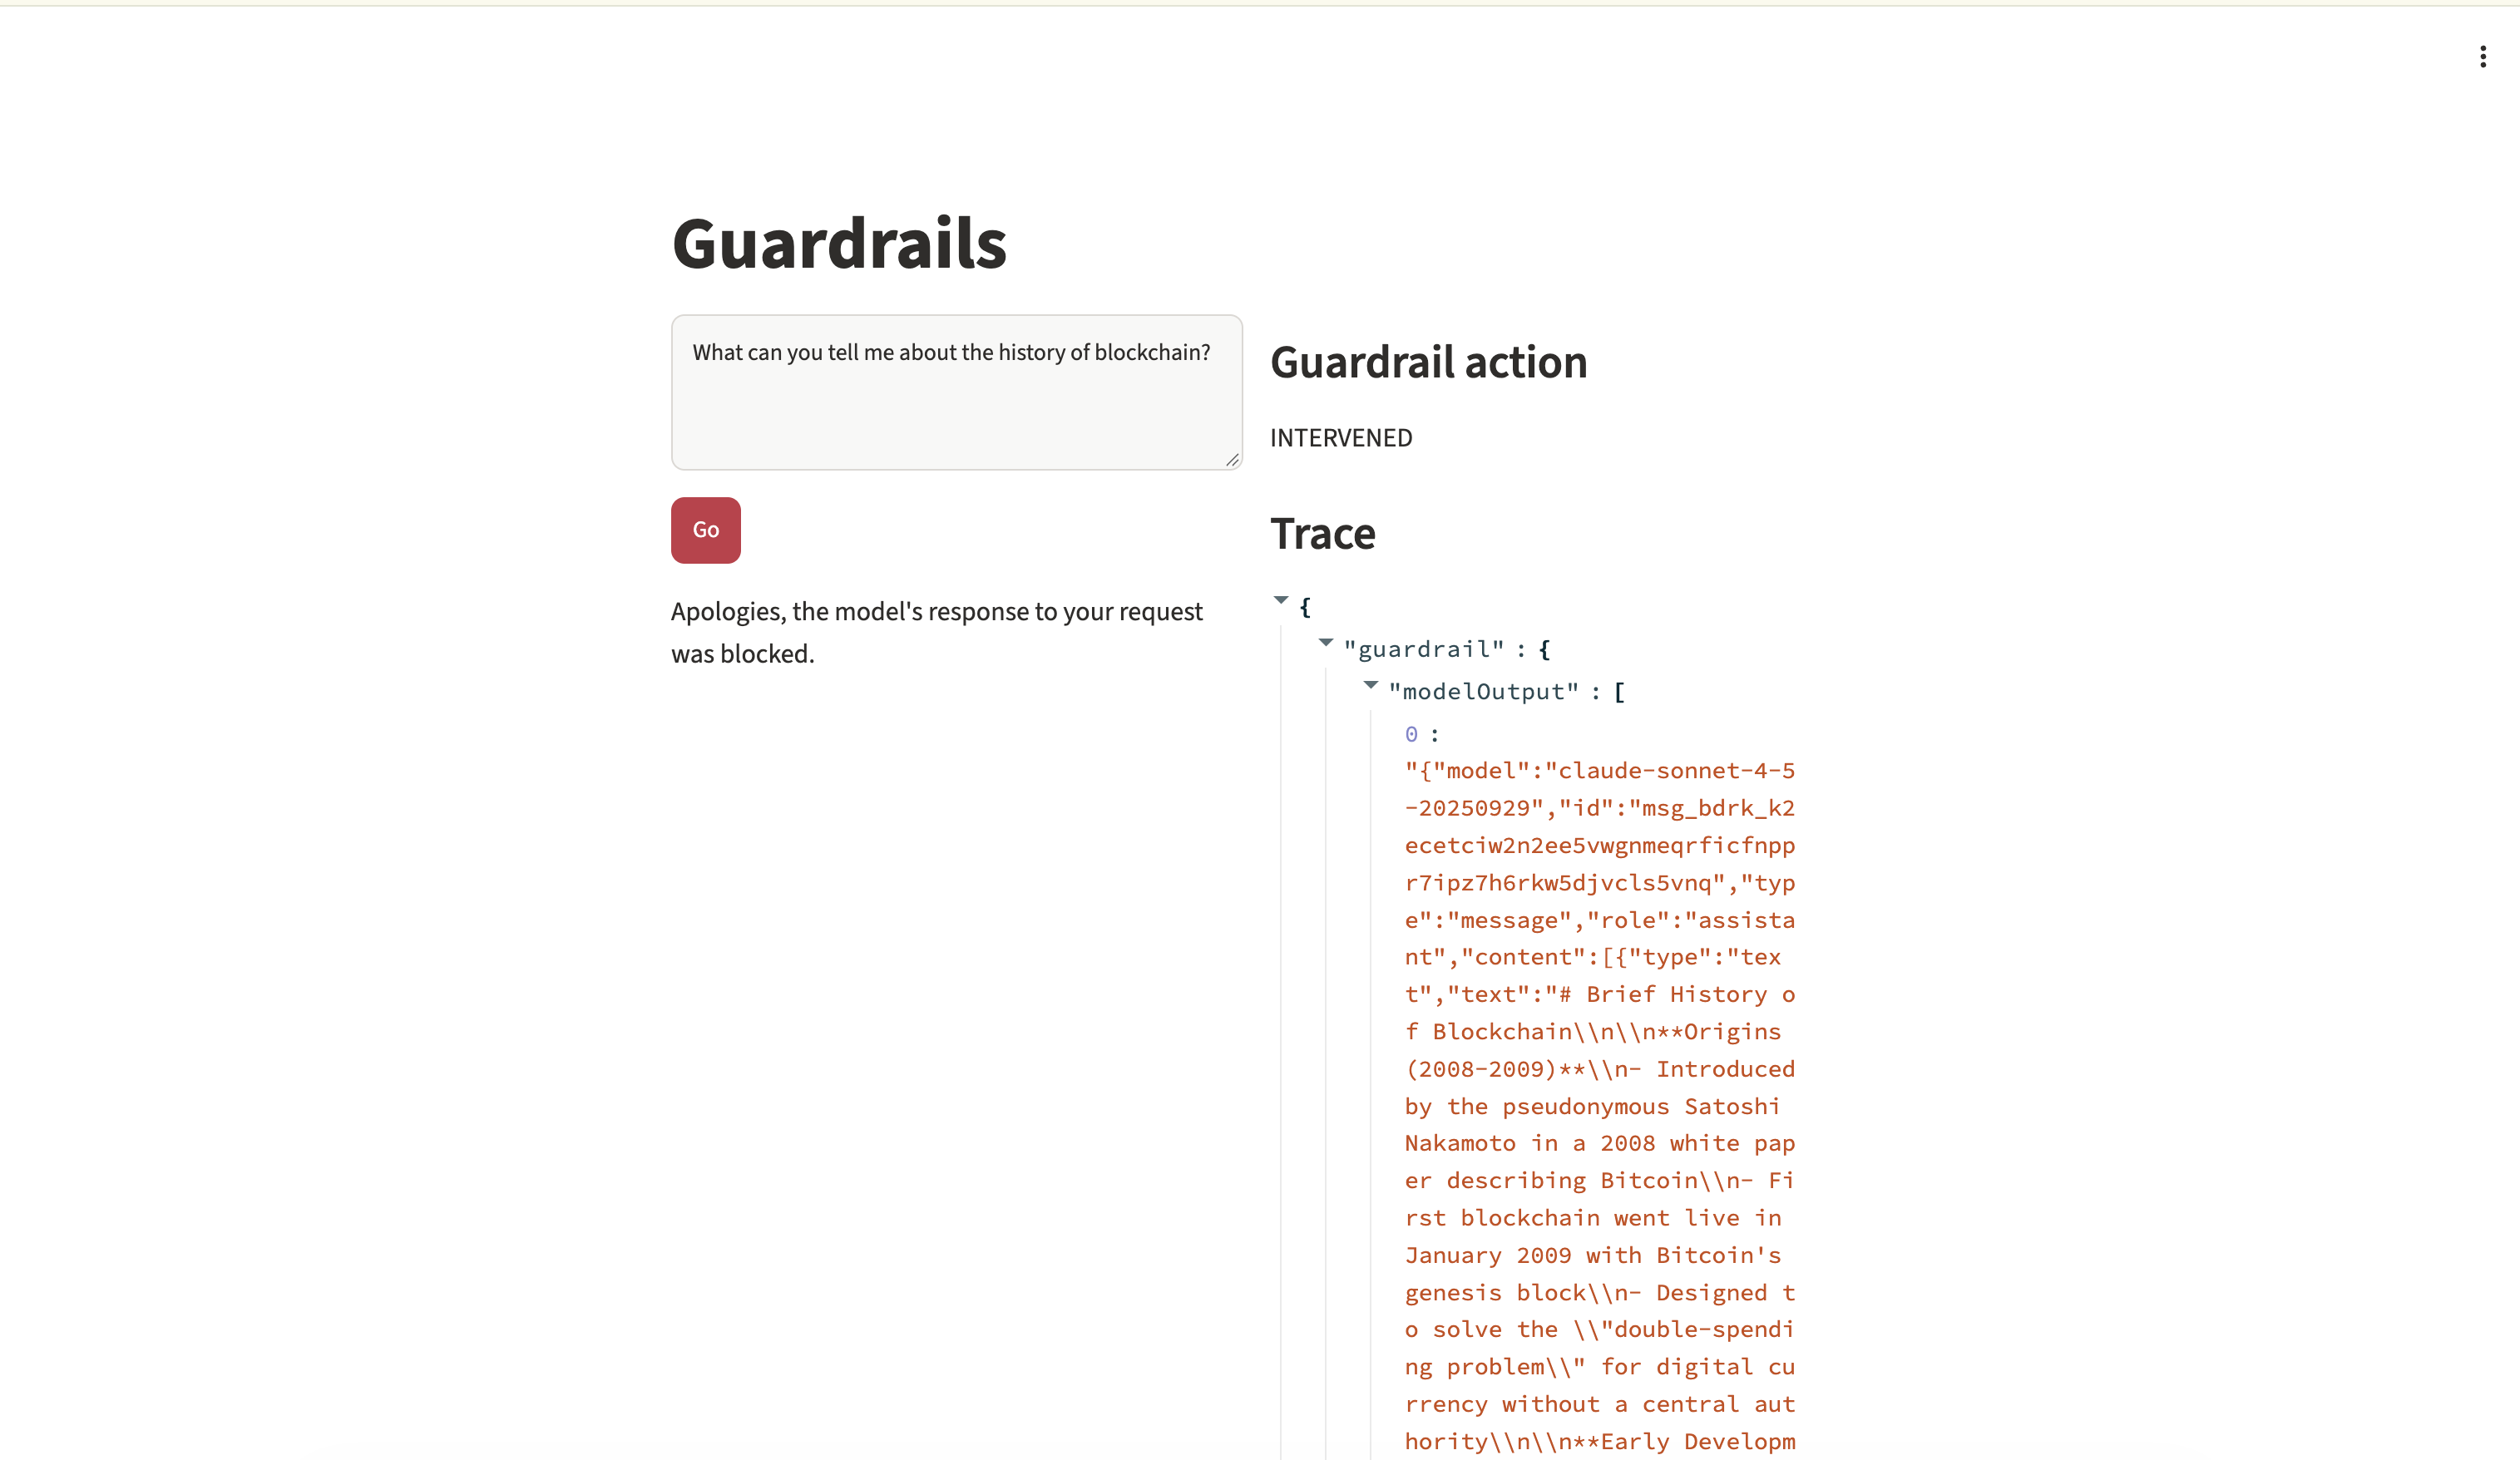 Guardrails
What can you tell me about the history of blockchain?
Go
Apologies, the model's response to your request
was blocked.
Guardrail action
INTERVENED
Trace
{
"guardrail" : {
"modelOutput" : [
0 :
"{"model":"claude-sonnet-4-5
-20250929","id":"msg_bdrk_k2
ecetciw2n2ee5vwgnmeqrficfnpp
r7ipz7h6rkw5djvcls5vnq","typ
e":"message","role":"assista
nt","content":[{"type":"tex
t","text":"# Brief History o
f Blockchain\\n\\n**Origins
(2008-2009)**\\n- Introduced
by the pseudonymous Satoshi
Nakamoto in a 2008 white pap
er describing Bitcoin\\n- Fi
rst blockchain went live in
January 2009 with Bitcoin's
genesis block\\n- Designed t
o solve the \\"double-spendi
ng problem\\" for digital cu
rrency without a central aut
hority\\n\\n**Early Developm